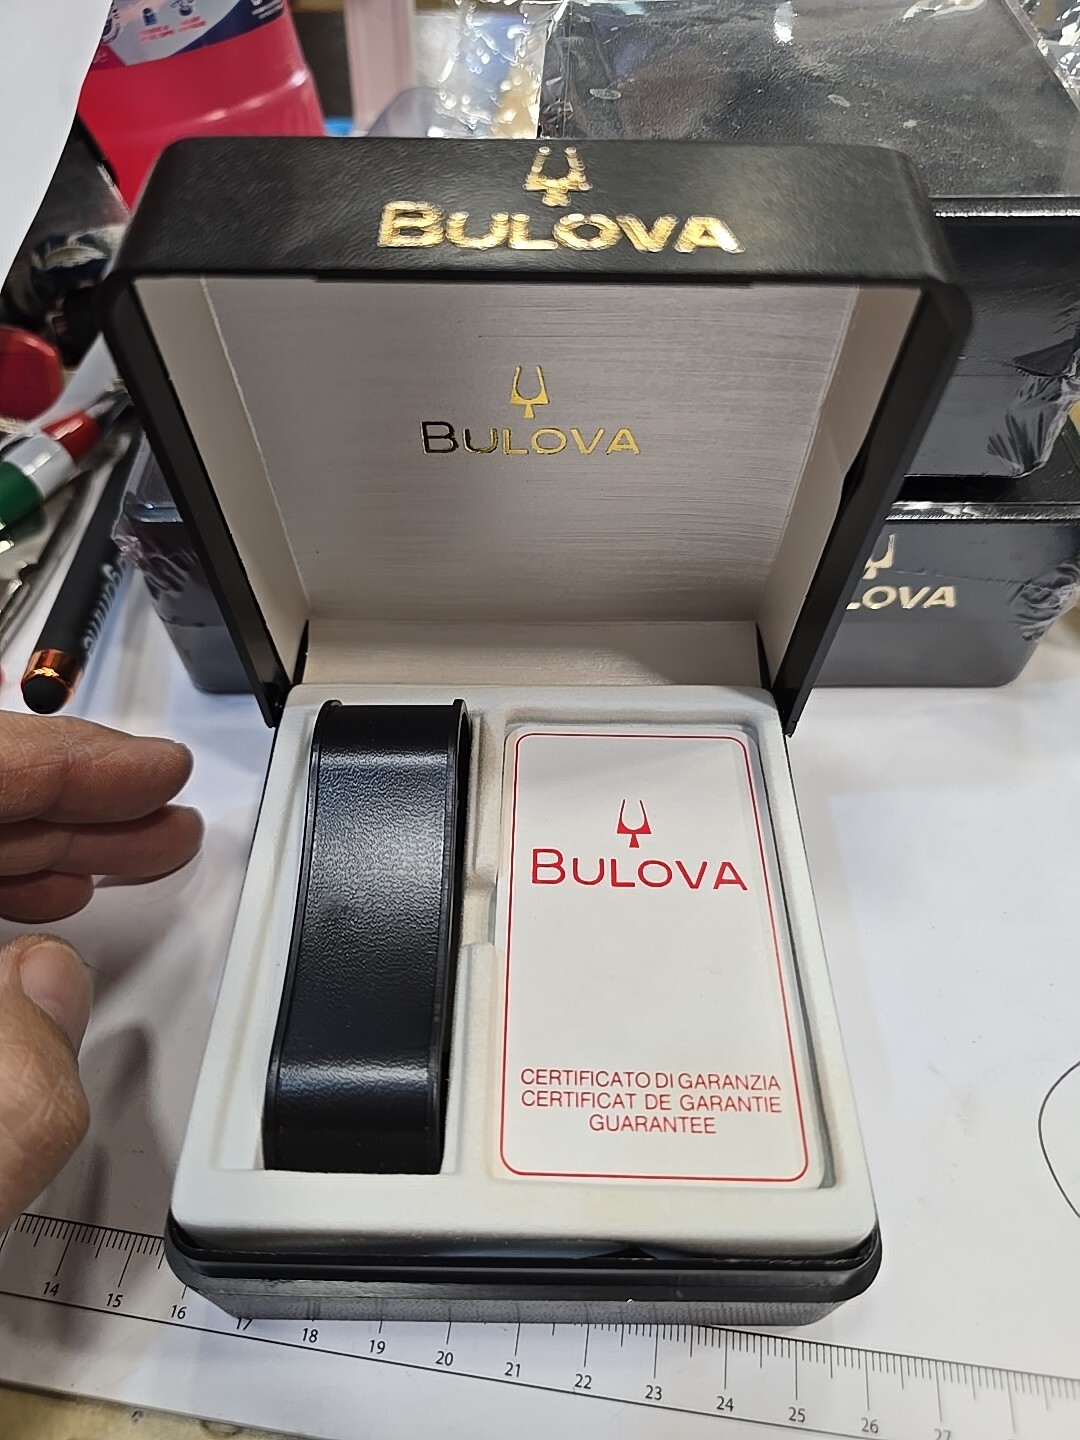 BULOVA
BULOVA
LOVA
BULOVA
CERTIFICATO DI GARANZIA
CERTIFICAT DE GARANTIE
GUARANTEE
14 15 16 17 18 19 20 21 22 23 24 25 26 27